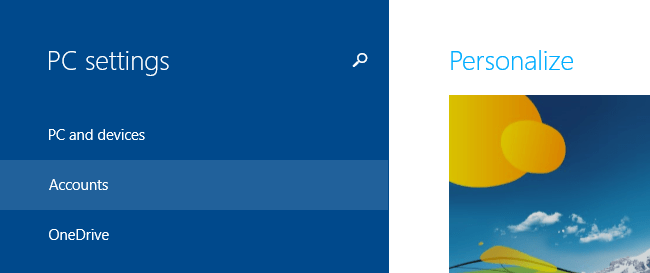 PC settings
Personalize
PC and devices
Accounts
OneDrive